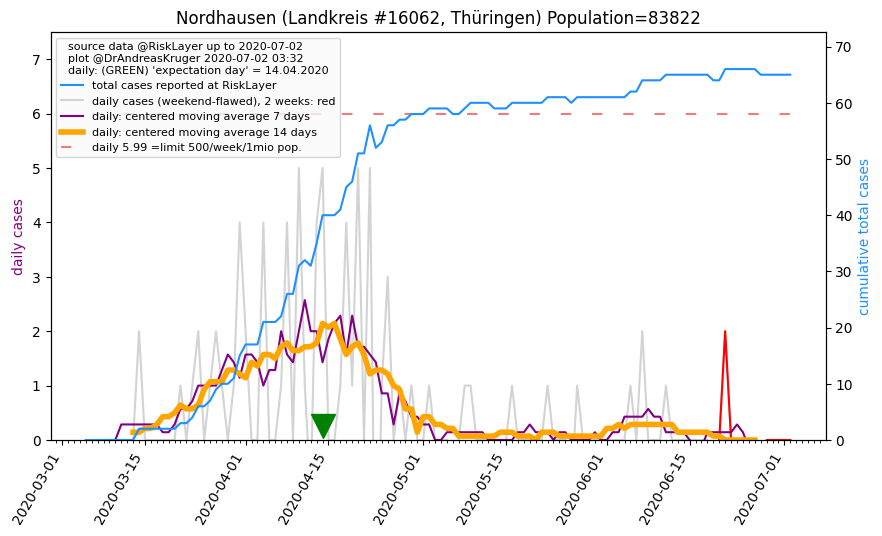 Nordhausen (Landkreis #16062, Thüringen) Population=83822
source data @RiskLayer up to 2020-07-02
plot @DrAndreasKruger 2020-07-02 03:32
daily: (GREEN) 'expectation day' = 14.04.2020
total cases reported at RiskLayer
daily cases (weekend-flawed), 2 weeks: red
daily: centered moving average 7 days
daily: centered moving average 14 days
daily 5.99 =limit 500/week/1mio pop.
daily cases
7
6
5
4
3
2
1
0
cumulative total cases
70
60
50
40
30
20
10
0
2020-03-01
2020-03-15
2020-04-01
2020-04-15
2020-05-01
2020-05-15
2020-06-01
2020-06-15
2020-07-01